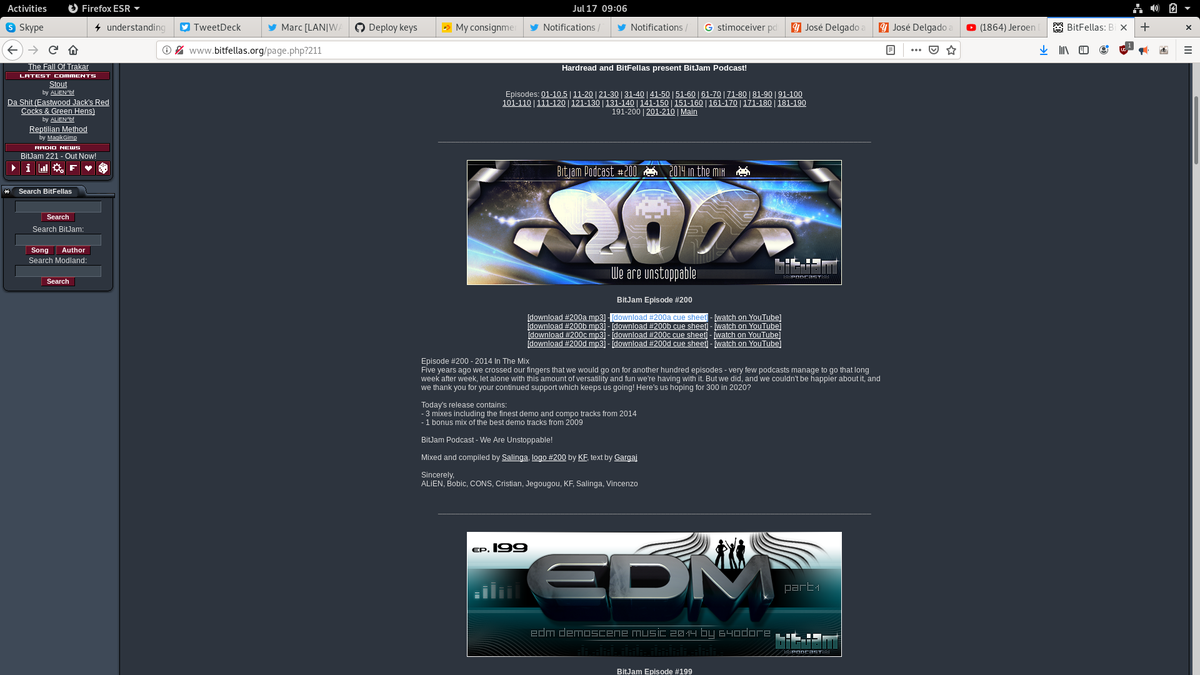 Activities
Firefox ESR
Jul 17 09:06
Skype
understanding
TweetDeck
Marc [LAN|WA
Deploy keys
My consignme
Notifications /
Notifications /
stimoceiver pd
José Delgado a
José Delgado a
(1864) Jeroen
BitFellas: B
www.bitfellas.org/page.php?211
The Fall Of Trakar
LATEST COMMENTS
Stout
by ALiEN^bf
Da Shit (Eastwood Jack's Red
Cocks & Green Hens)
by ALiEN^bf
Reptilian Method
by MagikGimp
RADIO NEWS
BitJam 221 - Out Now!
Search BitFellas
Search
Search BitJam:
Song
Author
Search Modland:
Search
Hardread and BitFellas present BitJam Podcast!
Episodes: 01-10.5 | 11-20 | 21-30 | 31-40 | 41-50 | 51-60 | 61-70 | 71-80 | 81-90 | 91-100
101-110 | 111-120 | 121-130 | 131-140 | 141-150 | 151-160 | 161-170 | 171-180 | 181-190
191-200 | 201-210 | Main
Bitjam Podcast #200 2014 in the mix
200
We are unstoppable
bitjam
PODCAST
BitJam Episode #200
[download #200a mp3] - [download #200a cue sheet] - [watch on YouTube]
[download #200b mp3] - [download #200b cue sheet] - [watch on YouTube]
[download #200c mp3] - [download #200c cue sheet] - [watch on YouTube]
[download #200d mp3] - [download #200d cue sheet] - [watch on YouTube]
Episode #200 - 2014 In The Mix
Five years ago we crossed our fingers that we would go on for another hundred episodes - very few podcasts manage to go that long
week after week, let alone with this amount of versatility and fun we're having with it. But we did, and we couldn't be happier about it, and
we thank you for your continued support which keeps us going! Here's us hoping for 300 in 2020?
Today's release contains:
- 3 mixes including the finest demo and compo tracks from 2014
- 1 bonus mix of the best demo tracks from 2009
BitJam Podcast - We Are Unstoppable!
Mixed and compiled by Salinga, logo #200 by KF, text by Gargaj
Sincerely,
ALiEN, Bobic, CONS, Cristian, Jegougou, KF, Salinga, Vincenzo
EP. 199
EDM
part1
edm demoscene music 2014 by 64odore
bitjam
PODCAST
BitJam Episode #199